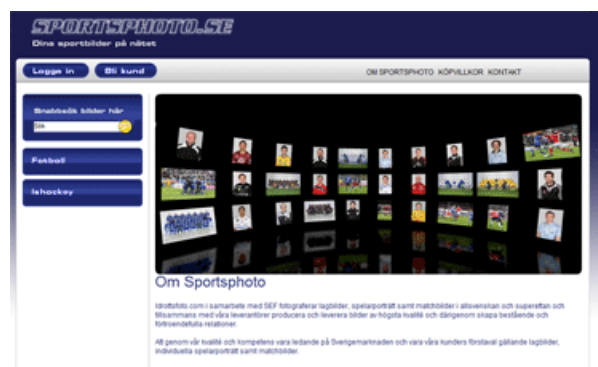 SPORTSPHOTO.SE
Dina sportbilder på nätet
Logga in Bli kund
OM SPORTSPHOTO KÖPVILLKOR KONTAKT
Snabbsök bilder här
Sök
Fotboll
Ishockey
Om Sportsphoto
Idrottsfoto.com i samarbete med SEF fotograferar lagbilder, spelarporträtt samt matchbilder i allsvenskan och superettan och
tillsammans med våra leverantörer producera och leverera bilder av högsta kvalité och därigenom skapa bestående och
förtroendefulla relationer.
Att genom vår kvalité och kompetens vara ledande på Sverigemarknaden och vara våra kunders förstaval gällande lagbilder,
individuella spelarporträtt samt matchbilder.